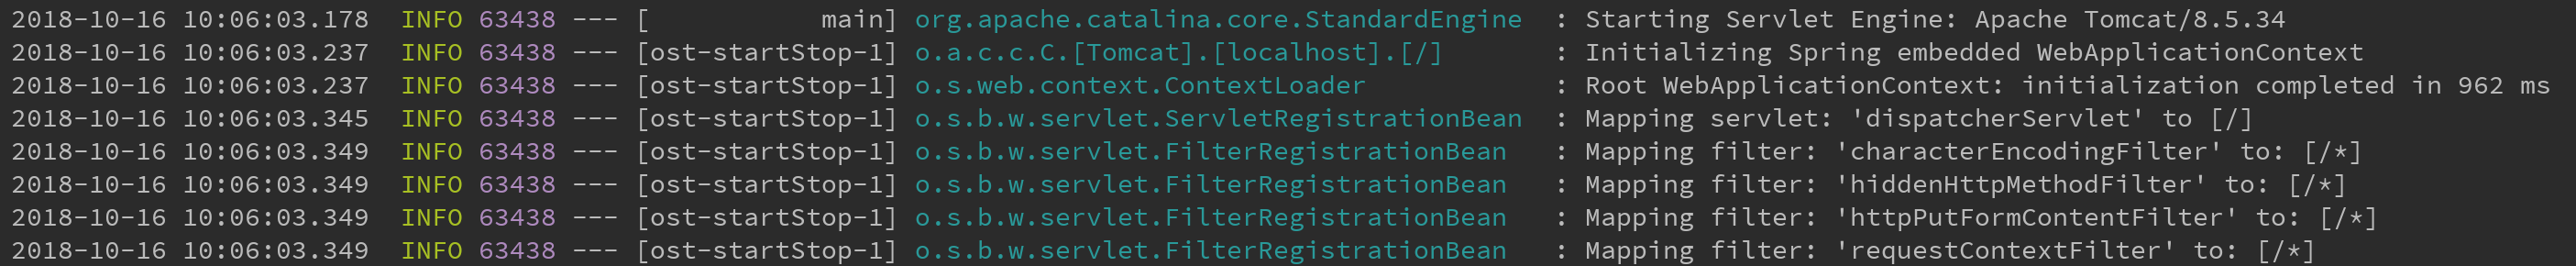 2018-10-16 10:06:03.178  INFO 63438 --- [           main] org.apache.catalina.core.StandardEngine  : Starting Servlet Engine: Apache Tomcat/8.5.34
2018-10-16 10:06:03.237  INFO 63438 --- [ost-startStop-1] o.a.c.c.C.[Tomcat].[localhost].[/]       : Initializing Spring embedded WebApplicationContext
2018-10-16 10:06:03.237  INFO 63438 --- [ost-startStop-1] o.s.web.context.ContextLoader            : Root WebApplicationContext: initialization completed in 962 ms
2018-10-16 10:06:03.345  INFO 63438 --- [ost-startStop-1] o.s.b.w.servlet.ServletRegistrationBean  : Mapping servlet: 'dispatcherServlet' to [/]
2018-10-16 10:06:03.349  INFO 63438 --- [ost-startStop-1] o.s.b.w.servlet.FilterRegistrationBean   : Mapping filter: 'characterEncodingFilter' to: [/*]
2018-10-16 10:06:03.349  INFO 63438 --- [ost-startStop-1] o.s.b.w.servlet.FilterRegistrationBean   : Mapping filter: 'hiddenHttpMethodFilter' to: [/*]
2018-10-16 10:06:03.349  INFO 63438 --- [ost-startStop-1] o.s.b.w.servlet.FilterRegistrationBean   : Mapping filter: 'httpPutFormContentFilter' to: [/*]
2018-10-16 10:06:03.349  INFO 63438 --- [ost-startStop-1] o.s.b.w.servlet.FilterRegistrationBean   : Mapping filter: 'requestContextFilter' to: [/*]